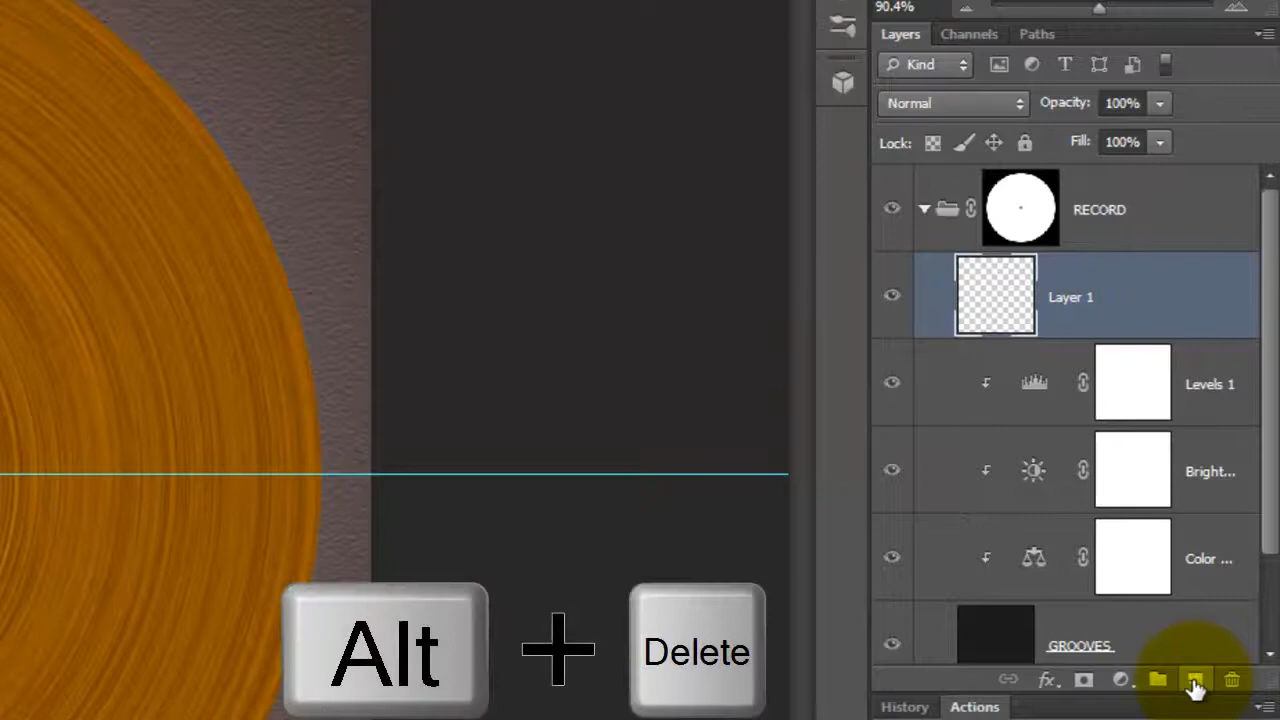 90.4%
Layers Channels Paths
Kind T
Normal Opacity: 100%
Lock: Fill: 100%
RECORD
Layer 1
Levels 1
Bright...
Color ...
GROOVES
fx
History Actions
Alt + Delete